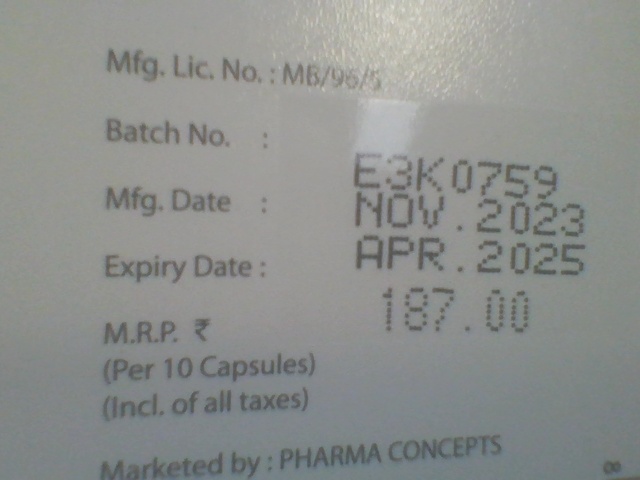 Mfg. Lic. No. : MB/96/5
Batch No. : E3K0759
Mfg. Date : NOV.2023
Expiry Date : APR.2025
M.R.P. ₹ 187.00
(Per 10 Capsules)
(Incl. of all taxes)
Marketed by : PHARMA CONCEPTS